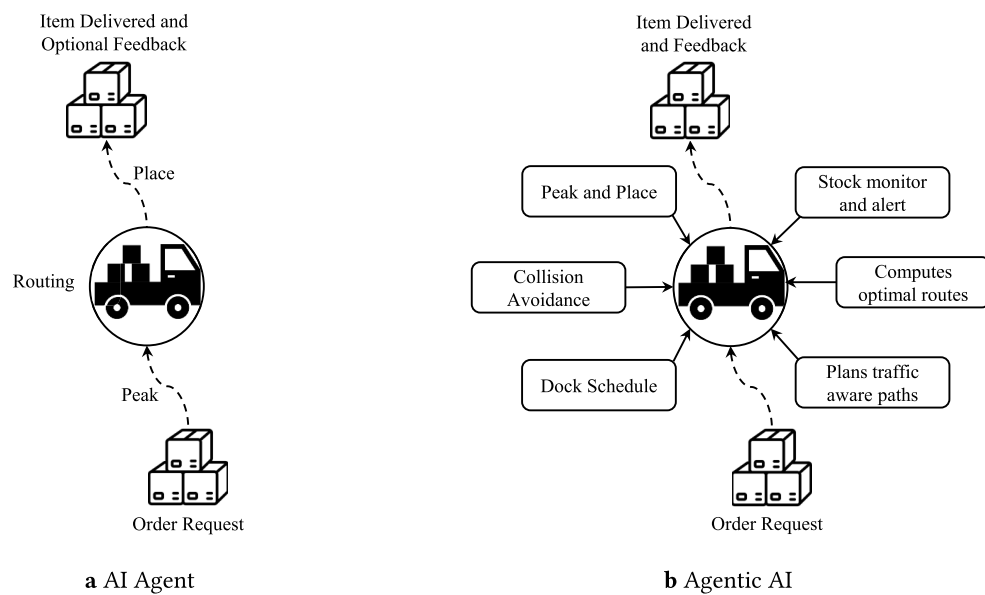 Item Delivered and
Optional Feedback
Place
Routing
Peak
Order Request
a AI Agent
Item Delivered
and Feedback
Peak and Place
Stock monitor
and alert
Collision
Avoidance
Computes
optimal routes
Dock Schedule
Plans traffic
aware paths
Order Request
b Agentic AI